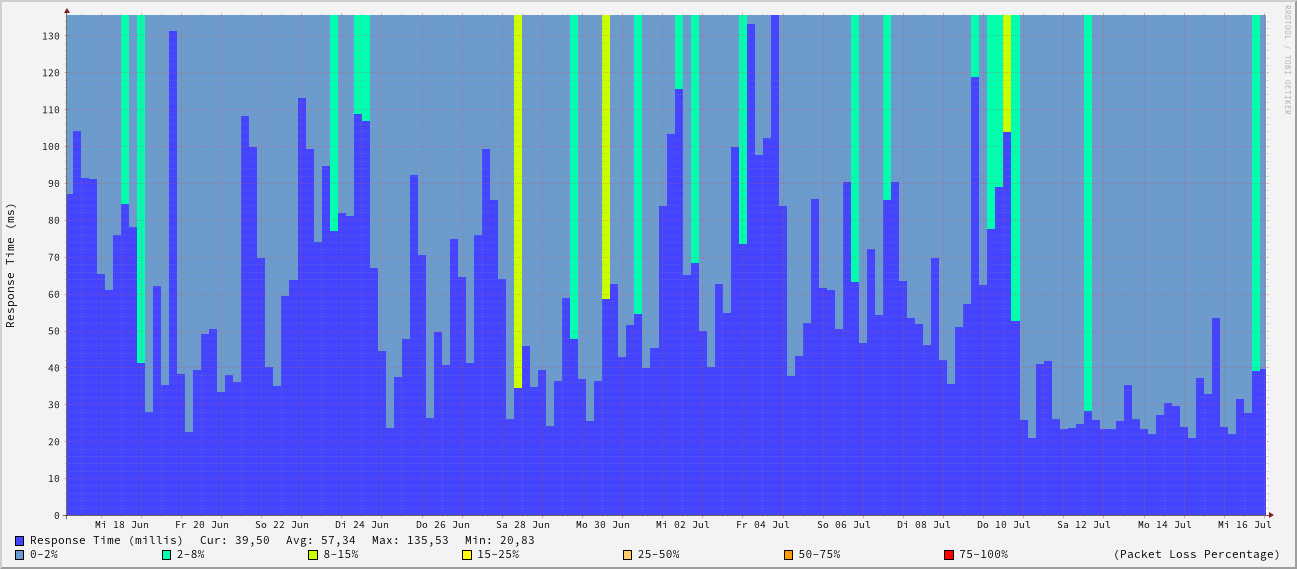 RRDTOOL / TOBI OETIKER
Response Time (ms)
130
120
110
100
90
80
70
60
50
40
30
20
10
0
Mi 18 Jun Fr 20 Jun So 22 Jun Di 24 Jun Do 26 Jun Sa 28 Jun Mo 30 Jun Mi 02 Jul Fr 04 Jul So 06 Jul Di 08 Jul Do 10 Jul Sa 12 Jul Mo 14 Jul Mi 16 Jul
Response Time (millis) Cur: 39,50 Avg: 57,34 Max: 135,53 Min: 20,83
0-2% 2-8% 8-15% 15-25% 25-50% 50-75% 75-100% (Packet Loss Percentage)